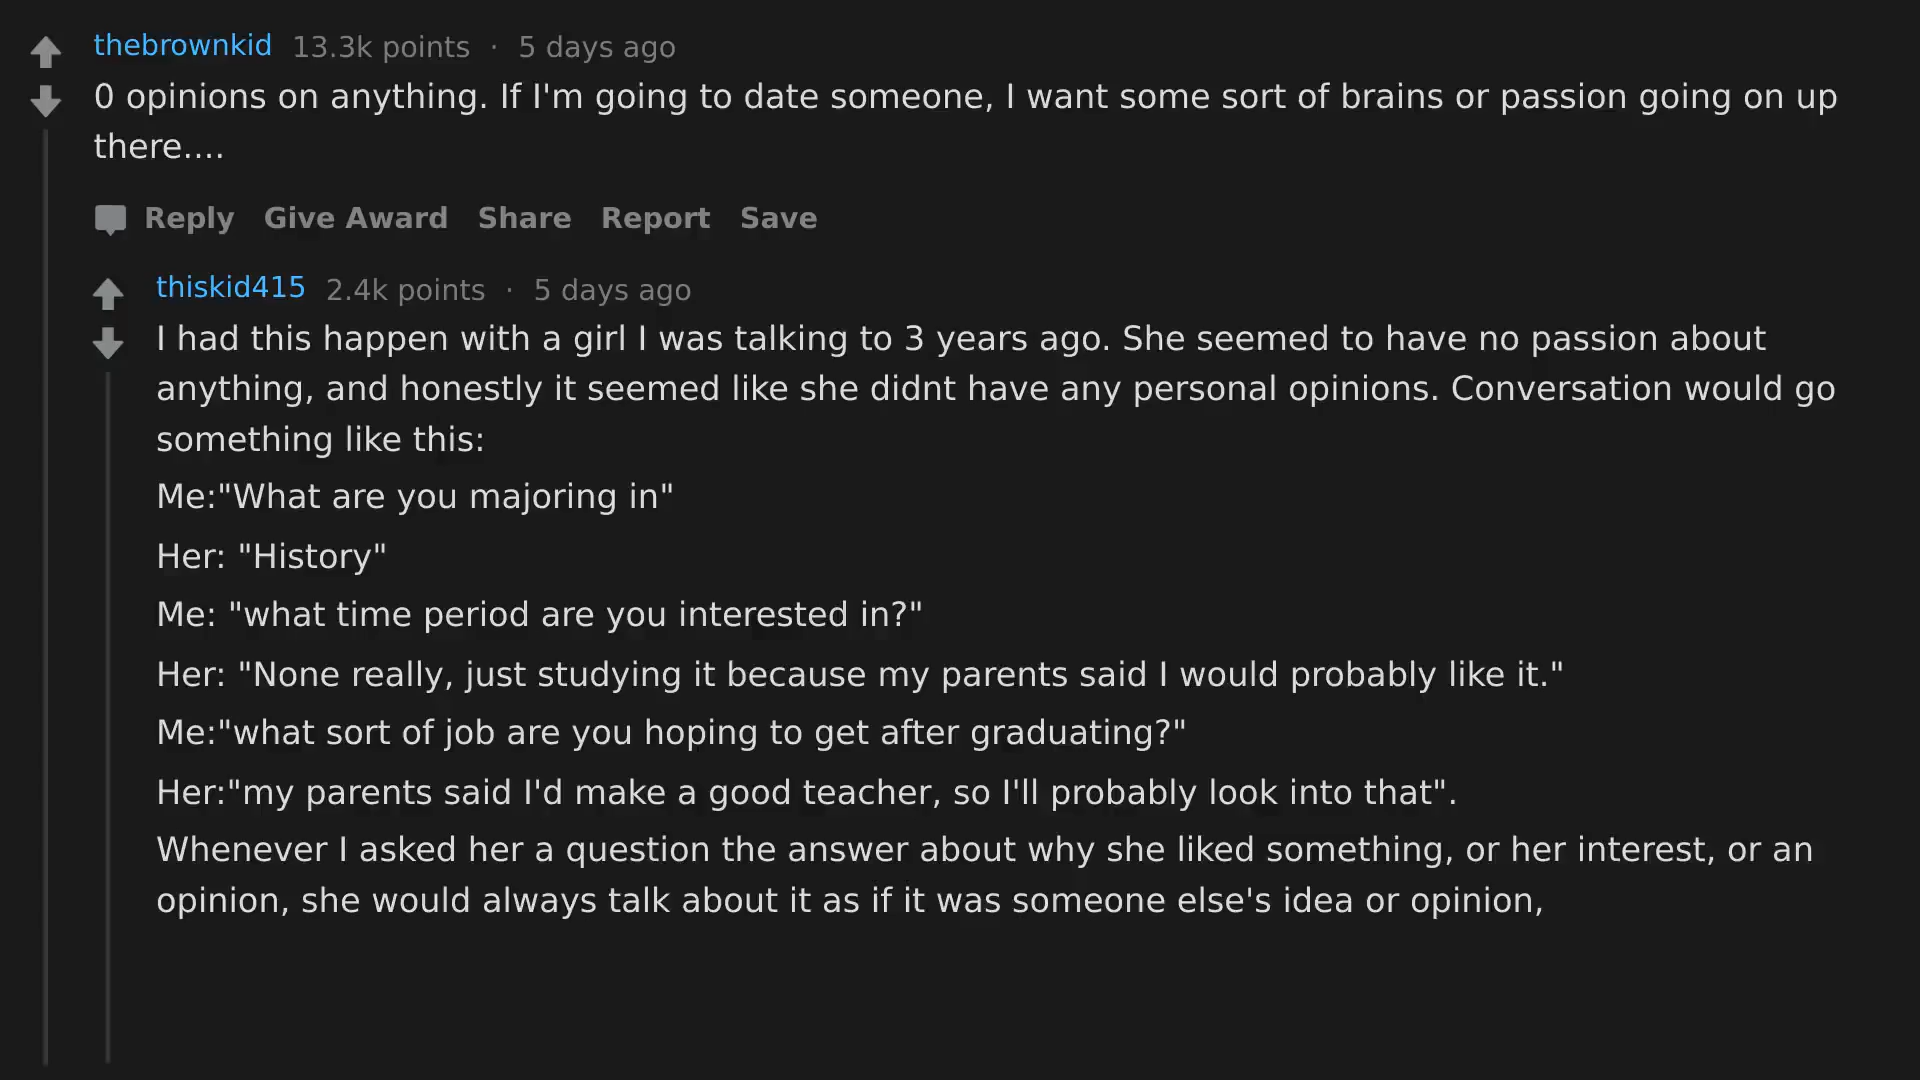 thebrownkid 13.3k points · 5 days ago
0 opinions on anything. If I'm going to date someone, I want some sort of brains or passion going on up
there....
Reply Give Award Share Report Save
thiskid415 2.4k points · 5 days ago
I had this happen with a girl I was talking to 3 years ago. She seemed to have no passion about
anything, and honestly it seemed like she didnt have any personal opinions. Conversation would go
something like this:
Me:"What are you majoring in"
Her: "History"
Me: "what time period are you interested in?"
Her: "None really, just studying it because my parents said I would probably like it."
Me:"what sort of job are you hoping to get after graduating?"
Her:"my parents said I'd make a good teacher, so I'll probably look into that".
Whenever I asked her a question the answer about why she liked something, or her interest, or an
opinion, she would always talk about it as if it was someone else's idea or opinion,